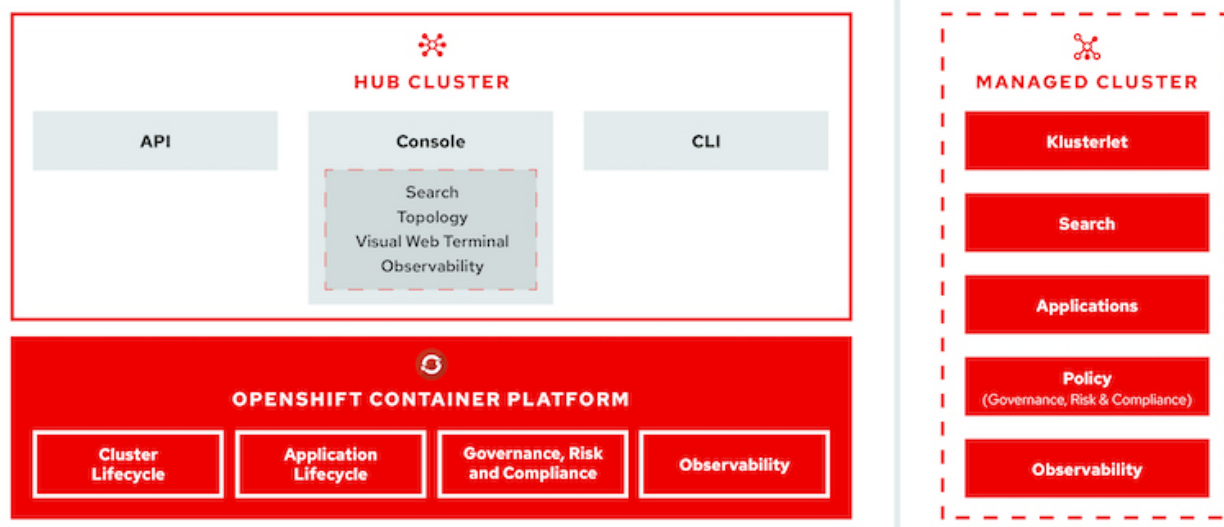 HUB CLUSTER
API
Console
CLI
Search
Topology
Visual Web Terminal
Observability
OPENSHIFT CONTAINER PLATFORM
Cluster
Lifecycle
Application
Lifecycle
Governance, Risk
and Compliance
Observability
MANAGED CLUSTER
Klusterlet
Search
Applications
Policy
(Governance, Risk & Compliance)
Observability